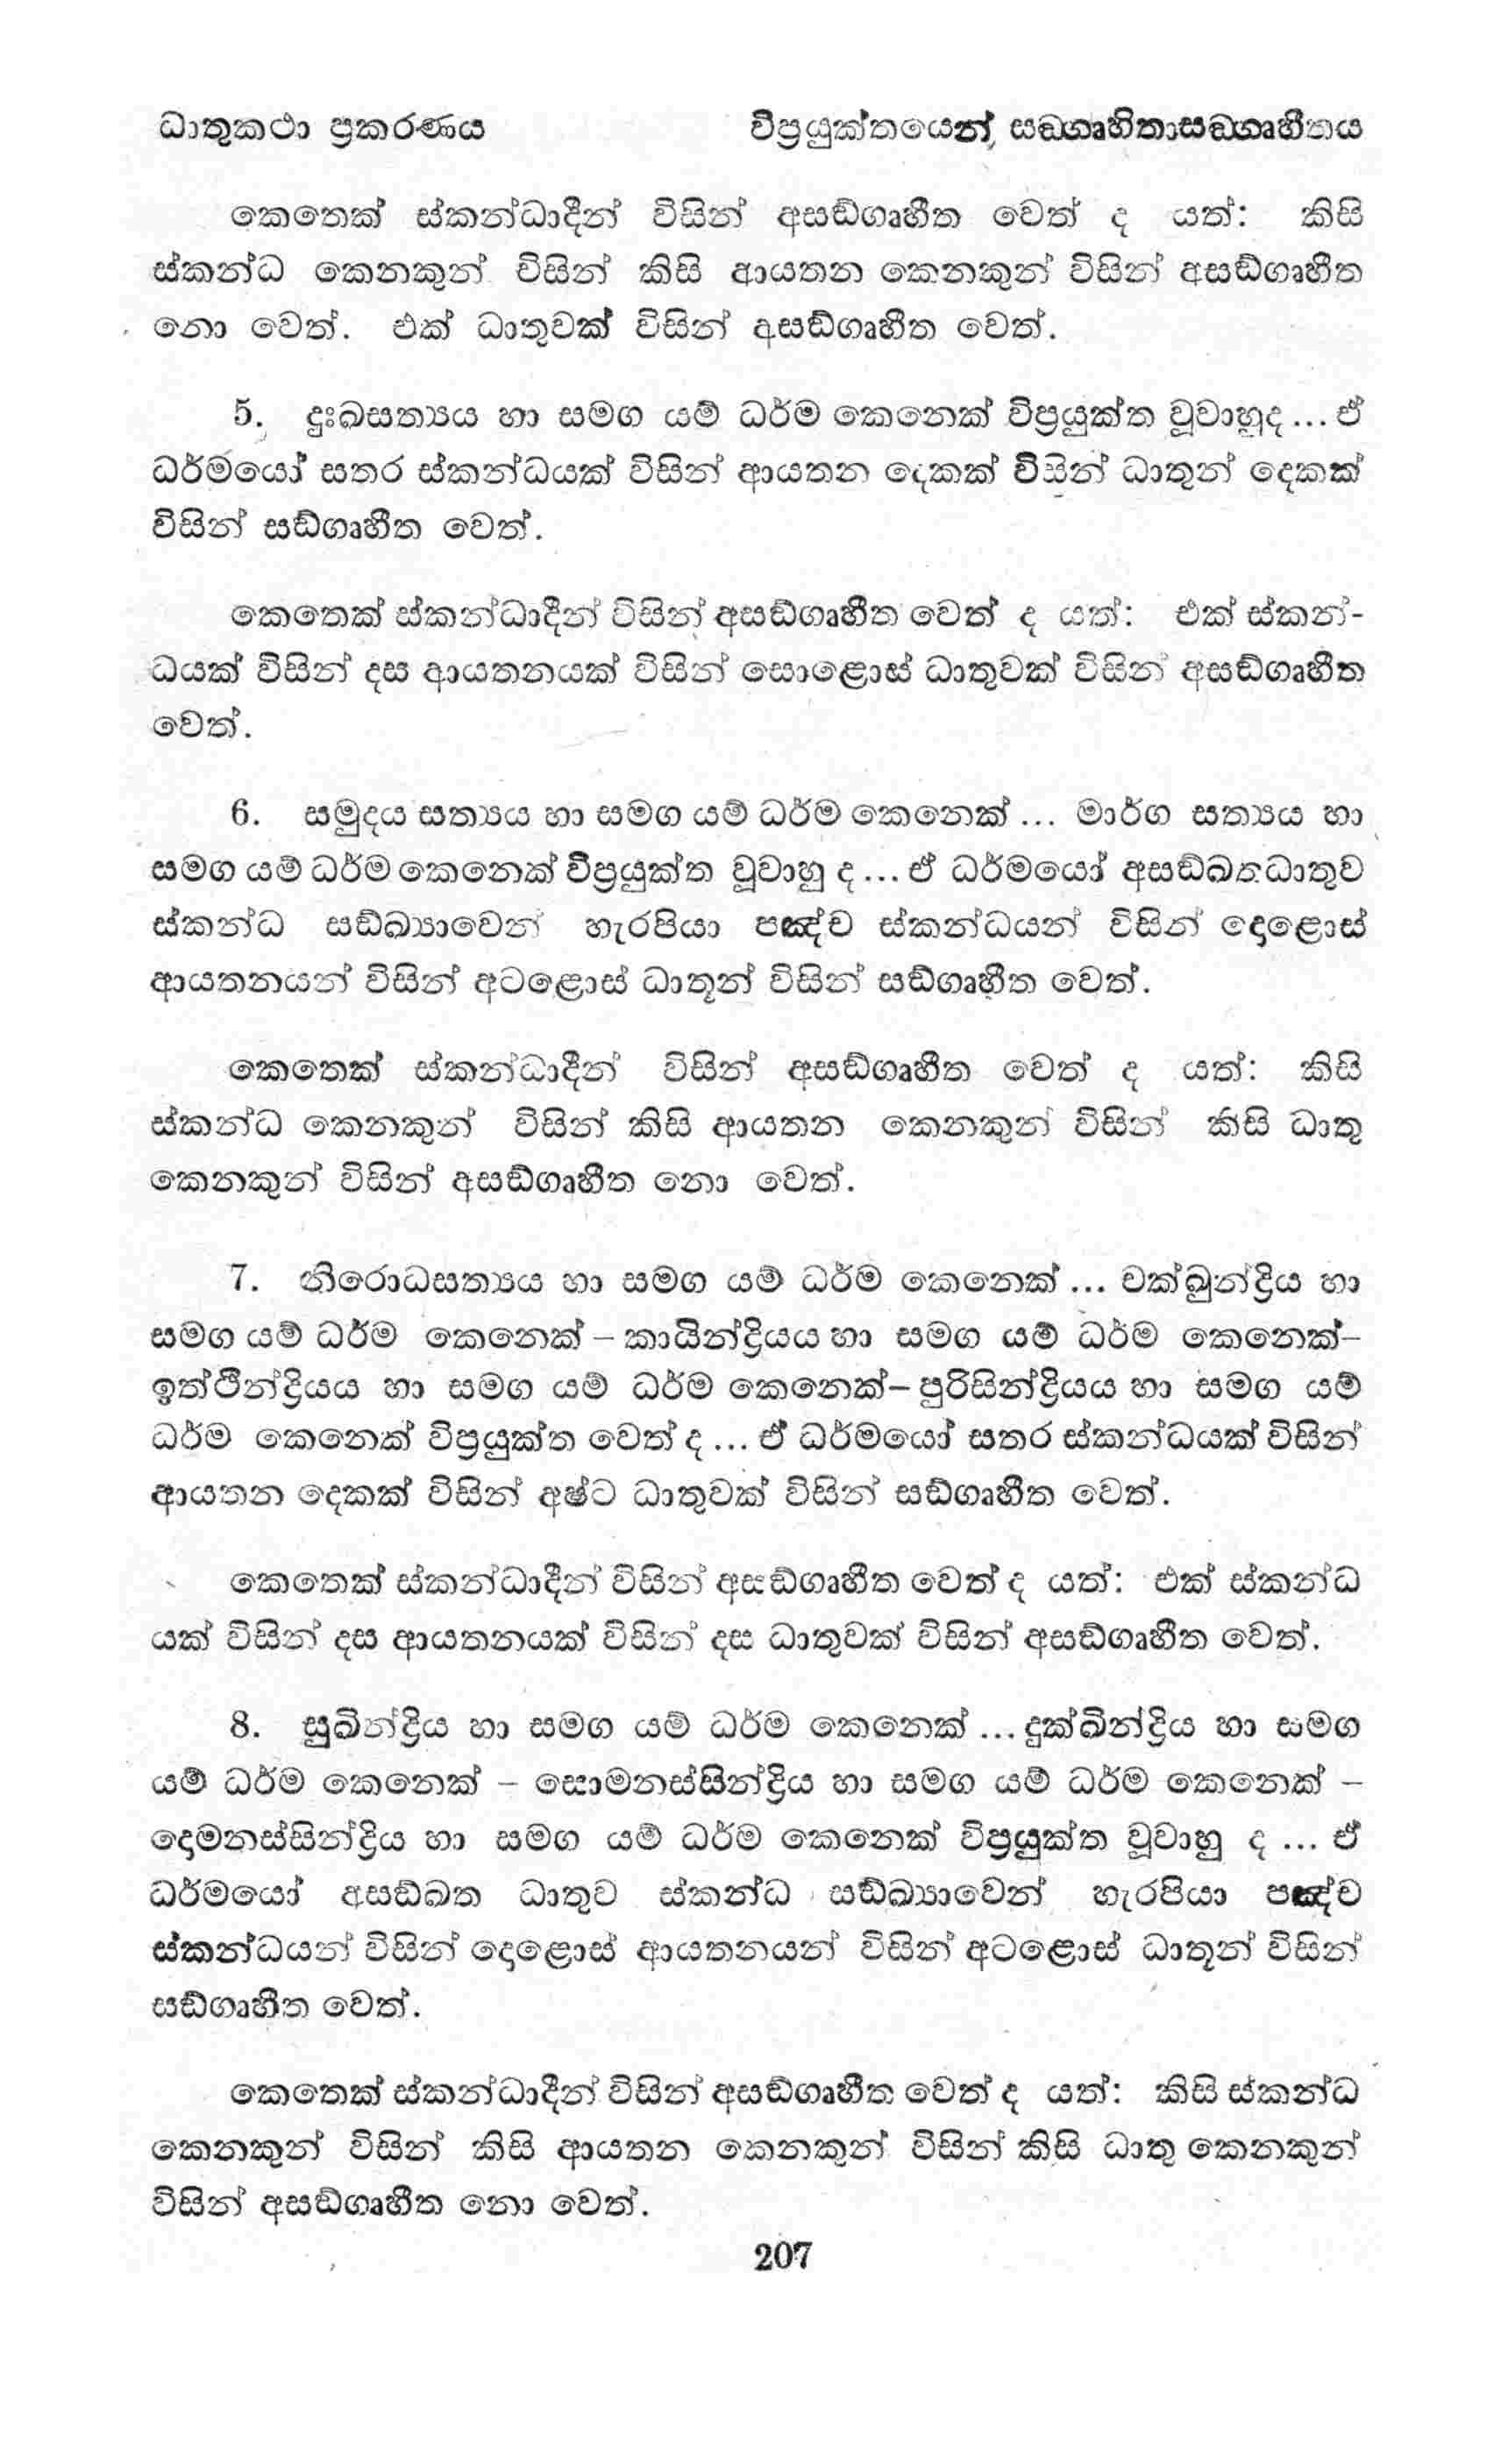 ධාතුකථා ප්‍රකරණය විප්‍රයුක්තයෙන් සඞ්ගෘහිතාසඞ්ගෘහීතය
කෙතෙක් ස්කන්ධාදීන් විසින් අසඞ්ගෘහීත වෙත් ද යත්: කිසි
ස්කන්ධ කෙනකුන් විසින් කිසි ආයතන කෙනකුන් විසින් අසඞ්ගෘහීත
නො වෙත්. එක් ධාතුවක් විසින් අසඞ්ගෘහීත වෙත්.
5. දුඃඛසත්‍යය හා සමග යම් ධර්ම කෙනෙක් විප්‍රයුක්ත වූවාහුද... ඒ
ධර්මයෝ සතර ස්කන්ධයක් විසින් ආයතන දෙකක් විසින් ධාතුන් දෙකක්
විසින් සඞ්ගෘහීත වෙත්.
කෙතෙක් ස්කන්ධාදීන් විසින් අසඞ්ගෘහීත වෙත් ද යත්: එක් ස්කන්-
ධයක් විසින් දස ආයතනයක් විසින් සොළොස් ධාතුවක් විසින් අසඞ්ගෘහීත
වෙත්.
6. සමුදය සත්‍යය හා සමග යම් ධර්ම කෙනෙක් ... මාර්ග සත්‍යය හා
සමග යම් ධර්ම කෙනෙක් විප්‍රයුක්ත වූවාහු ද ... ඒ ධර්මයෝ අසඞ්ඛතධාතුව
ස්කන්ධ සඞ්ඛ්‍යාවෙන් හැරපියා පඤ්ච ස්කන්ධයන් විසින් දොළොස්
ආයතනයන් විසින් අටළොස් ධාතූන් විසින් සඞ්ගෘහීත වෙත්.
කෙතෙක් ස්කන්ධාදීන් විසින් අසඞ්ගෘහීත වෙත් ද යත්: කිසි
ස්කන්ධ කෙනකුන් විසින් කිසි ආයතන කෙනකුන් විසින් කිසි ධාතු
කෙනකුන් විසින් අසඞ්ගෘහීත නො වෙත්.
7. නිරොධසත්‍යය හා සමග යම් ධර්ම කෙනෙක් ... චක්ඛුන්ද්‍රිය හා
සමග යම් ධර්ම කෙනෙක් – කායින්ද්‍රියය හා සමග යම් ධර්ම කෙනෙක්–
ඉත්ථින්ද්‍රියය හා සමග යම් ධර්ම කෙනෙක්– පුරිසින්ද්‍රියය හා සමග යම්
ධර්ම කෙනෙක් විප්‍රයුක්ත වෙත් ද ... ඒ ධර්මයෝ සතර ස්කන්ධයක් විසින්
ආයතන දෙකක් විසින් අෂ්ට ධාතුවක් විසින් සඞ්ගෘහීත වෙත්.
කෙතෙක් ස්කන්ධාදීන් විසින් අසඞ්ගෘහීත වෙත් ද යත්: එක් ස්කන්ධ
යක් විසින් දස ආයතනයක් විසින් දස ධාතුවක් විසින් අසඞ්ගෘහීත වෙත්.
8. සුඛින්ද්‍රිය හා සමග යම් ධර්ම කෙනෙක් ... දුක්ඛින්ද්‍රිය හා සමග
යම් ධර්ම කෙනෙක් – සොමනස්සින්ද්‍රිය හා සමග යම් ධර්ම කෙනෙක් –
දොමනස්සින්ද්‍රිය හා සමග යම් ධර්ම කෙනෙක් විප්‍රයුක්ත වූවාහු ද ... ඒ
ධර්මයෝ අසඞ්ඛත ධාතුව ස්කන්ධ සඞ්ඛ්‍යාවෙන් හැරපියා පඤ්ච
ස්කන්ධයන් විසින් දොළොස් ආයතනයන් විසින් අටළොස් ධාතූන් විසින්
සඞ්ගෘහීත වෙත්.
කෙතෙක් ස්කන්ධාදීන් විසින් අසඞ්ගෘහීත වෙත් ද යත්: කිසි ස්කන්ධ
කෙනකුන් විසින් කිසි ආයතන කෙනකුන් විසින් කිසි ධාතු කෙනකුන්
විසින් අසඞ්ගෘහීත නො වෙත්.
207